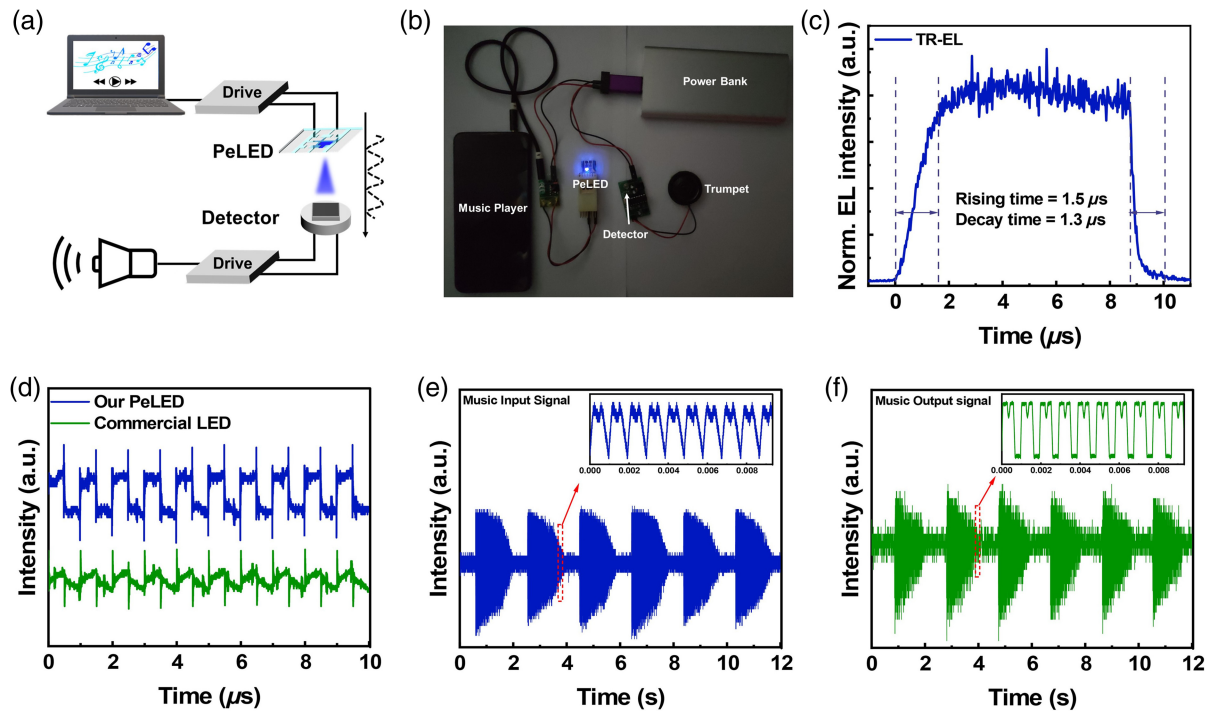 (a)
Drive
PeLED
Detector
Drive
(b)
Power Bank
PeLED
Trumpet
Music Player
Detector
(c)
TR-EL
Norm. EL intensity (a.u.)
Rising time = 1.5 µs
Decay time = 1.3 µs
0 2 4 6 8 10
Time (µs)
(d)
Our PeLED
Commercial LED
Intensity (a.u.)
0 2 4 6 8 10
Time (µs)
(e)
Music Input Signal
0.000 0.002 0.004 0.006 0.008
Intensity (a.u.)
0 2 4 6 8 10 12
Time (s)
(f)
Music Output signal
0.000 0.002 0.004 0.006 0.008
Intensity (a.u.)
0 2 4 6 8 10 12
Time (s)